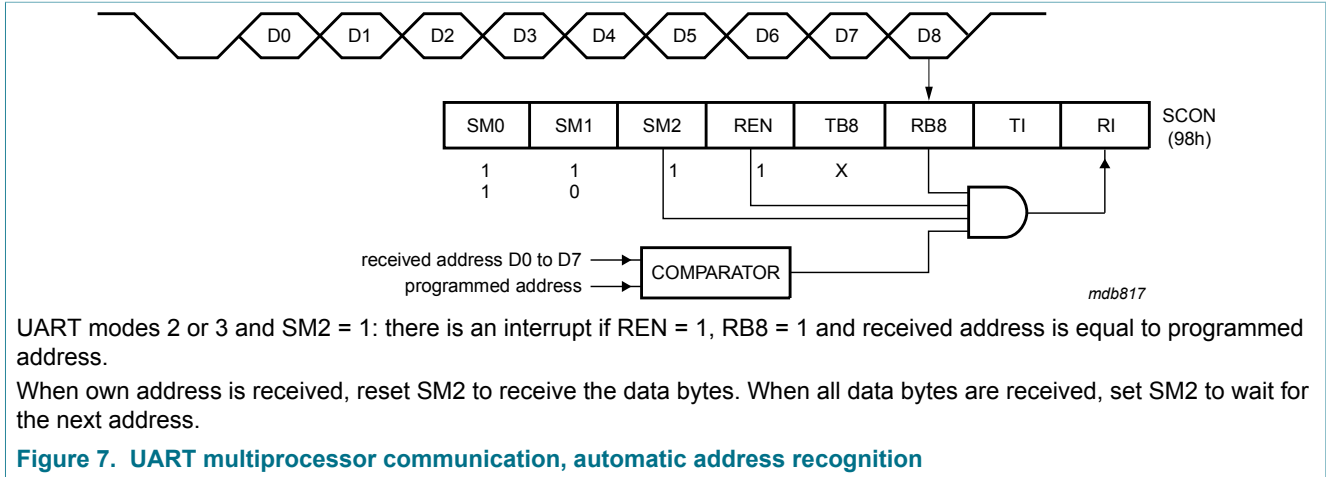 D0 D1 D2 D3 D4 D5 D6 D7 D8
SM0 SM1 SM2 REN TB8 RB8 TI RI SCON
(98h)
1 1 1 1 X
1 0
received address D0 to D7
programmed address
COMPARATOR
mdb817
UART modes 2 or 3 and SM2 = 1: there is an interrupt if REN = 1, RB8 = 1 and received address is equal to programmed
address.
When own address is received, reset SM2 to receive the data bytes. When all data bytes are received, set SM2 to wait for
the next address.
Figure 7. UART multiprocessor communication, automatic address recognition